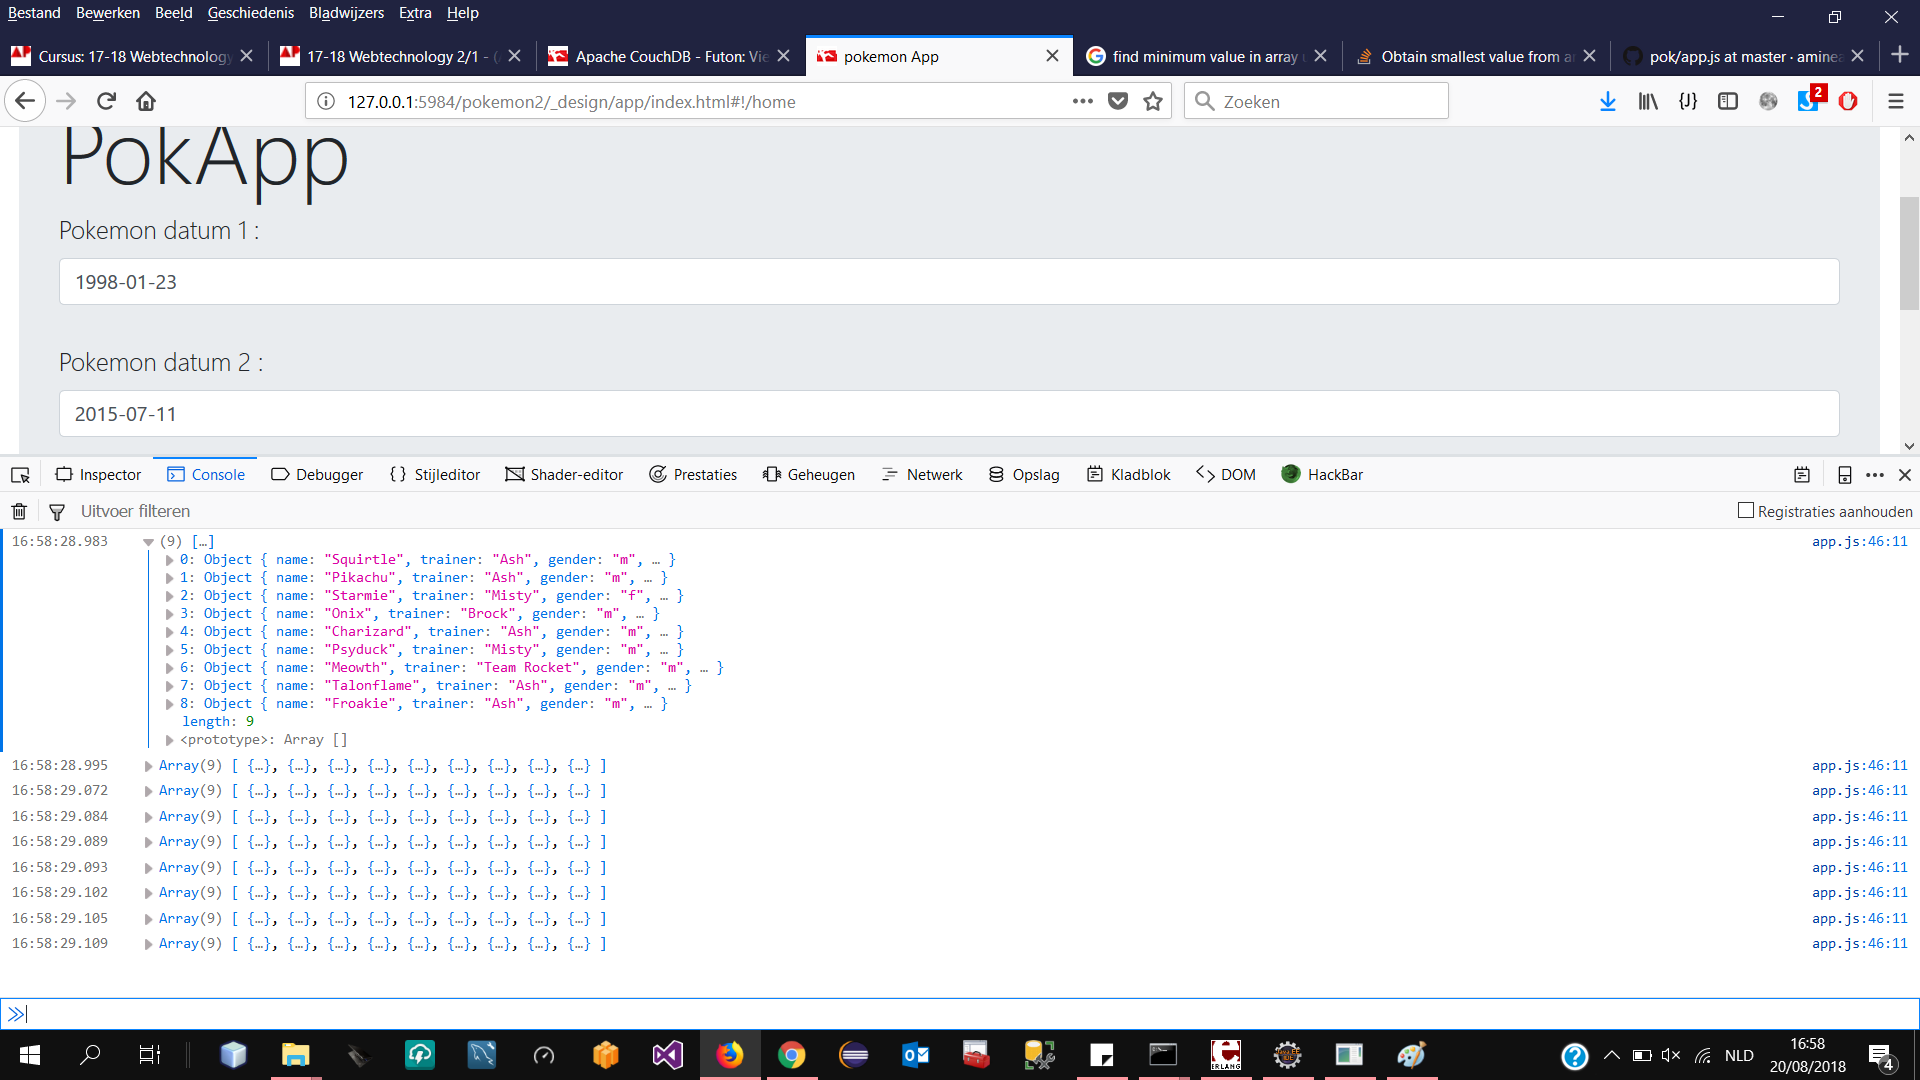 Bestand Bewerken Beeld Geschiedenis Bladwijzers Extra Help
Cursus: 17-18 Webtechnology
17-18 Webtechnology 2/1 - (
Apache CouchDB - Futon: Vie
pokemon App
find minimum value in array
Obtain smallest value from a
pok/app.js at master · aminea
127.0.0.1:5984/pokemon2/_design/app/index.html#!/home
Zoeken
2
PokApp
Pokemon datum 1 :
1998-01-23
Pokemon datum 2 :
2015-07-11
Inspector Console Debugger Stijleditor Shader-editor Prestaties Geheugen Netwerk Opslag Kladblok DOM HackBar
Uitvoer filteren Registraties aanhouden
16:58:28.983 (9) […] app.js:46:11
0: Object { name: "Squirtle", trainer: "Ash", gender: "m", … }
1: Object { name: "Pikachu", trainer: "Ash", gender: "m", … }
2: Object { name: "Starmie", trainer: "Misty", gender: "f", … }
3: Object { name: "Onix", trainer: "Brock", gender: "m", … }
4: Object { name: "Charizard", trainer: "Ash", gender: "m", … }
5: Object { name: "Psyduck", trainer: "Misty", gender: "m", … }
6: Object { name: "Meowth", trainer: "Team Rocket", gender: "m", … }
7: Object { name: "Talonflame", trainer: "Ash", gender: "m", … }
8: Object { name: "Froakie", trainer: "Ash", gender: "m", … }
length: 9
<prototype>: Array []
16:58:28.995 Array(9) [ {…}, {…}, {…}, {…}, {…}, {…}, {…}, {…}, {…} ] app.js:46:11
16:58:29.072 Array(9) [ {…}, {…}, {…}, {…}, {…}, {…}, {…}, {…}, {…} ] app.js:46:11
16:58:29.084 Array(9) [ {…}, {…}, {…}, {…}, {…}, {…}, {…}, {…}, {…} ] app.js:46:11
16:58:29.089 Array(9) [ {…}, {…}, {…}, {…}, {…}, {…}, {…}, {…}, {…} ] app.js:46:11
16:58:29.093 Array(9) [ {…}, {…}, {…}, {…}, {…}, {…}, {…}, {…}, {…} ] app.js:46:11
16:58:29.102 Array(9) [ {…}, {…}, {…}, {…}, {…}, {…}, {…}, {…}, {…} ] app.js:46:11
16:58:29.105 Array(9) [ {…}, {…}, {…}, {…}, {…}, {…}, {…}, {…}, {…} ] app.js:46:11
16:58:29.109 Array(9) [ {…}, {…}, {…}, {…}, {…}, {…}, {…}, {…}, {…} ] app.js:46:11
ERLANG
NLD
16:58
20/08/2018
4